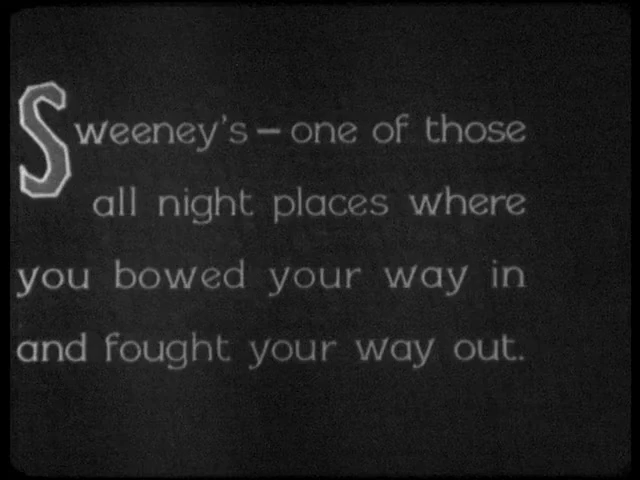 Sweeney's — one of those
all night places where
you bowed your way in
and fought your way out.